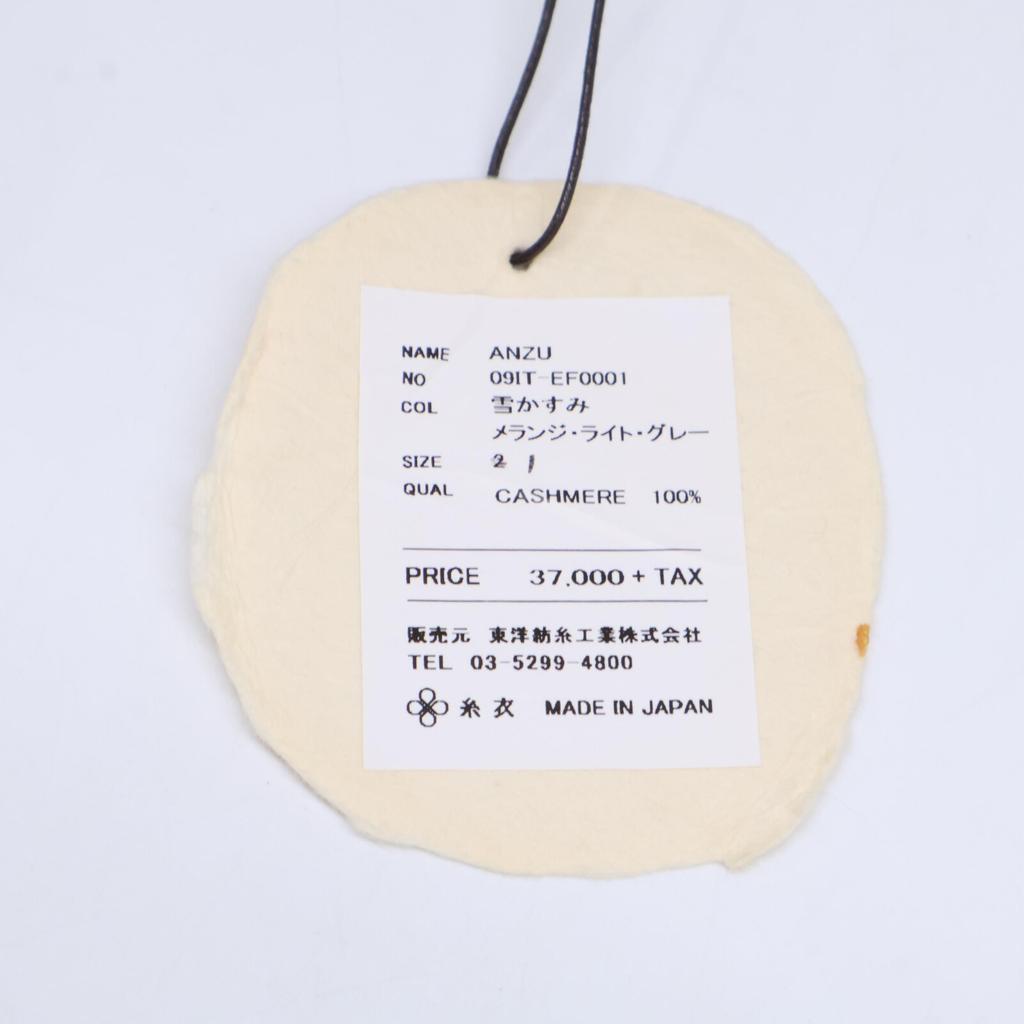 NAME ANZU
NO 09IT-EF0001
COL 雪かすみ
メランジ・ライト・グレー
SIZE 2 1
QUAL CASHMERE 100%
PRICE 37,000 + TAX
販売元 東洋紡糸工業株式会社
TEL 03-5299-4800
糸衣 MADE IN JAPAN